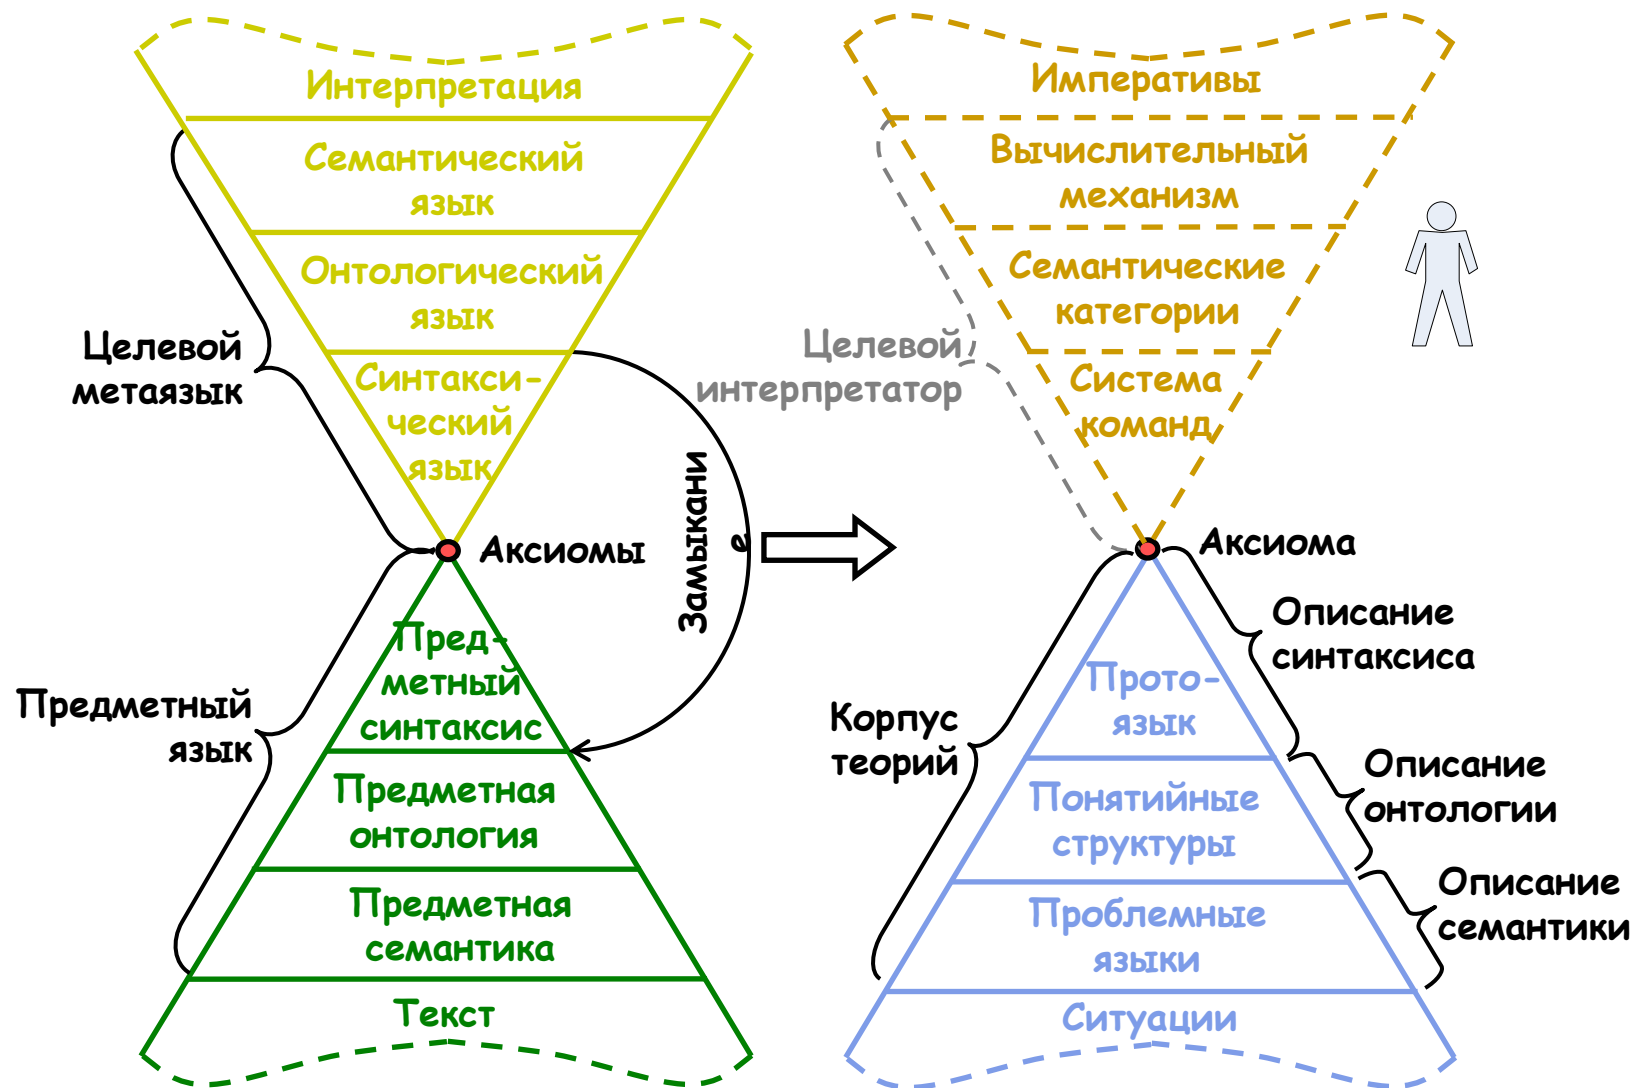 Интерпретация
Семантический
язык
Онтологический
язык
Синтакси-
ческий
язык
Целевой
метаязык
Аксиомы
Замыкани
е
Предметный
язык
Пред-
метный
синтаксис
Предметная
онтология
Предметная
семантика
Текст
Императивы
Вычислительный
механизм
Семантические
категории
Система
команд
Целевой
интерпретатор
Аксиома
Описание
синтаксиса
Прото-
язык
Корпус
теорий
Понятийные
структуры
Описание
онтологии
Проблемные
языки
Описание
семантики
Ситуации